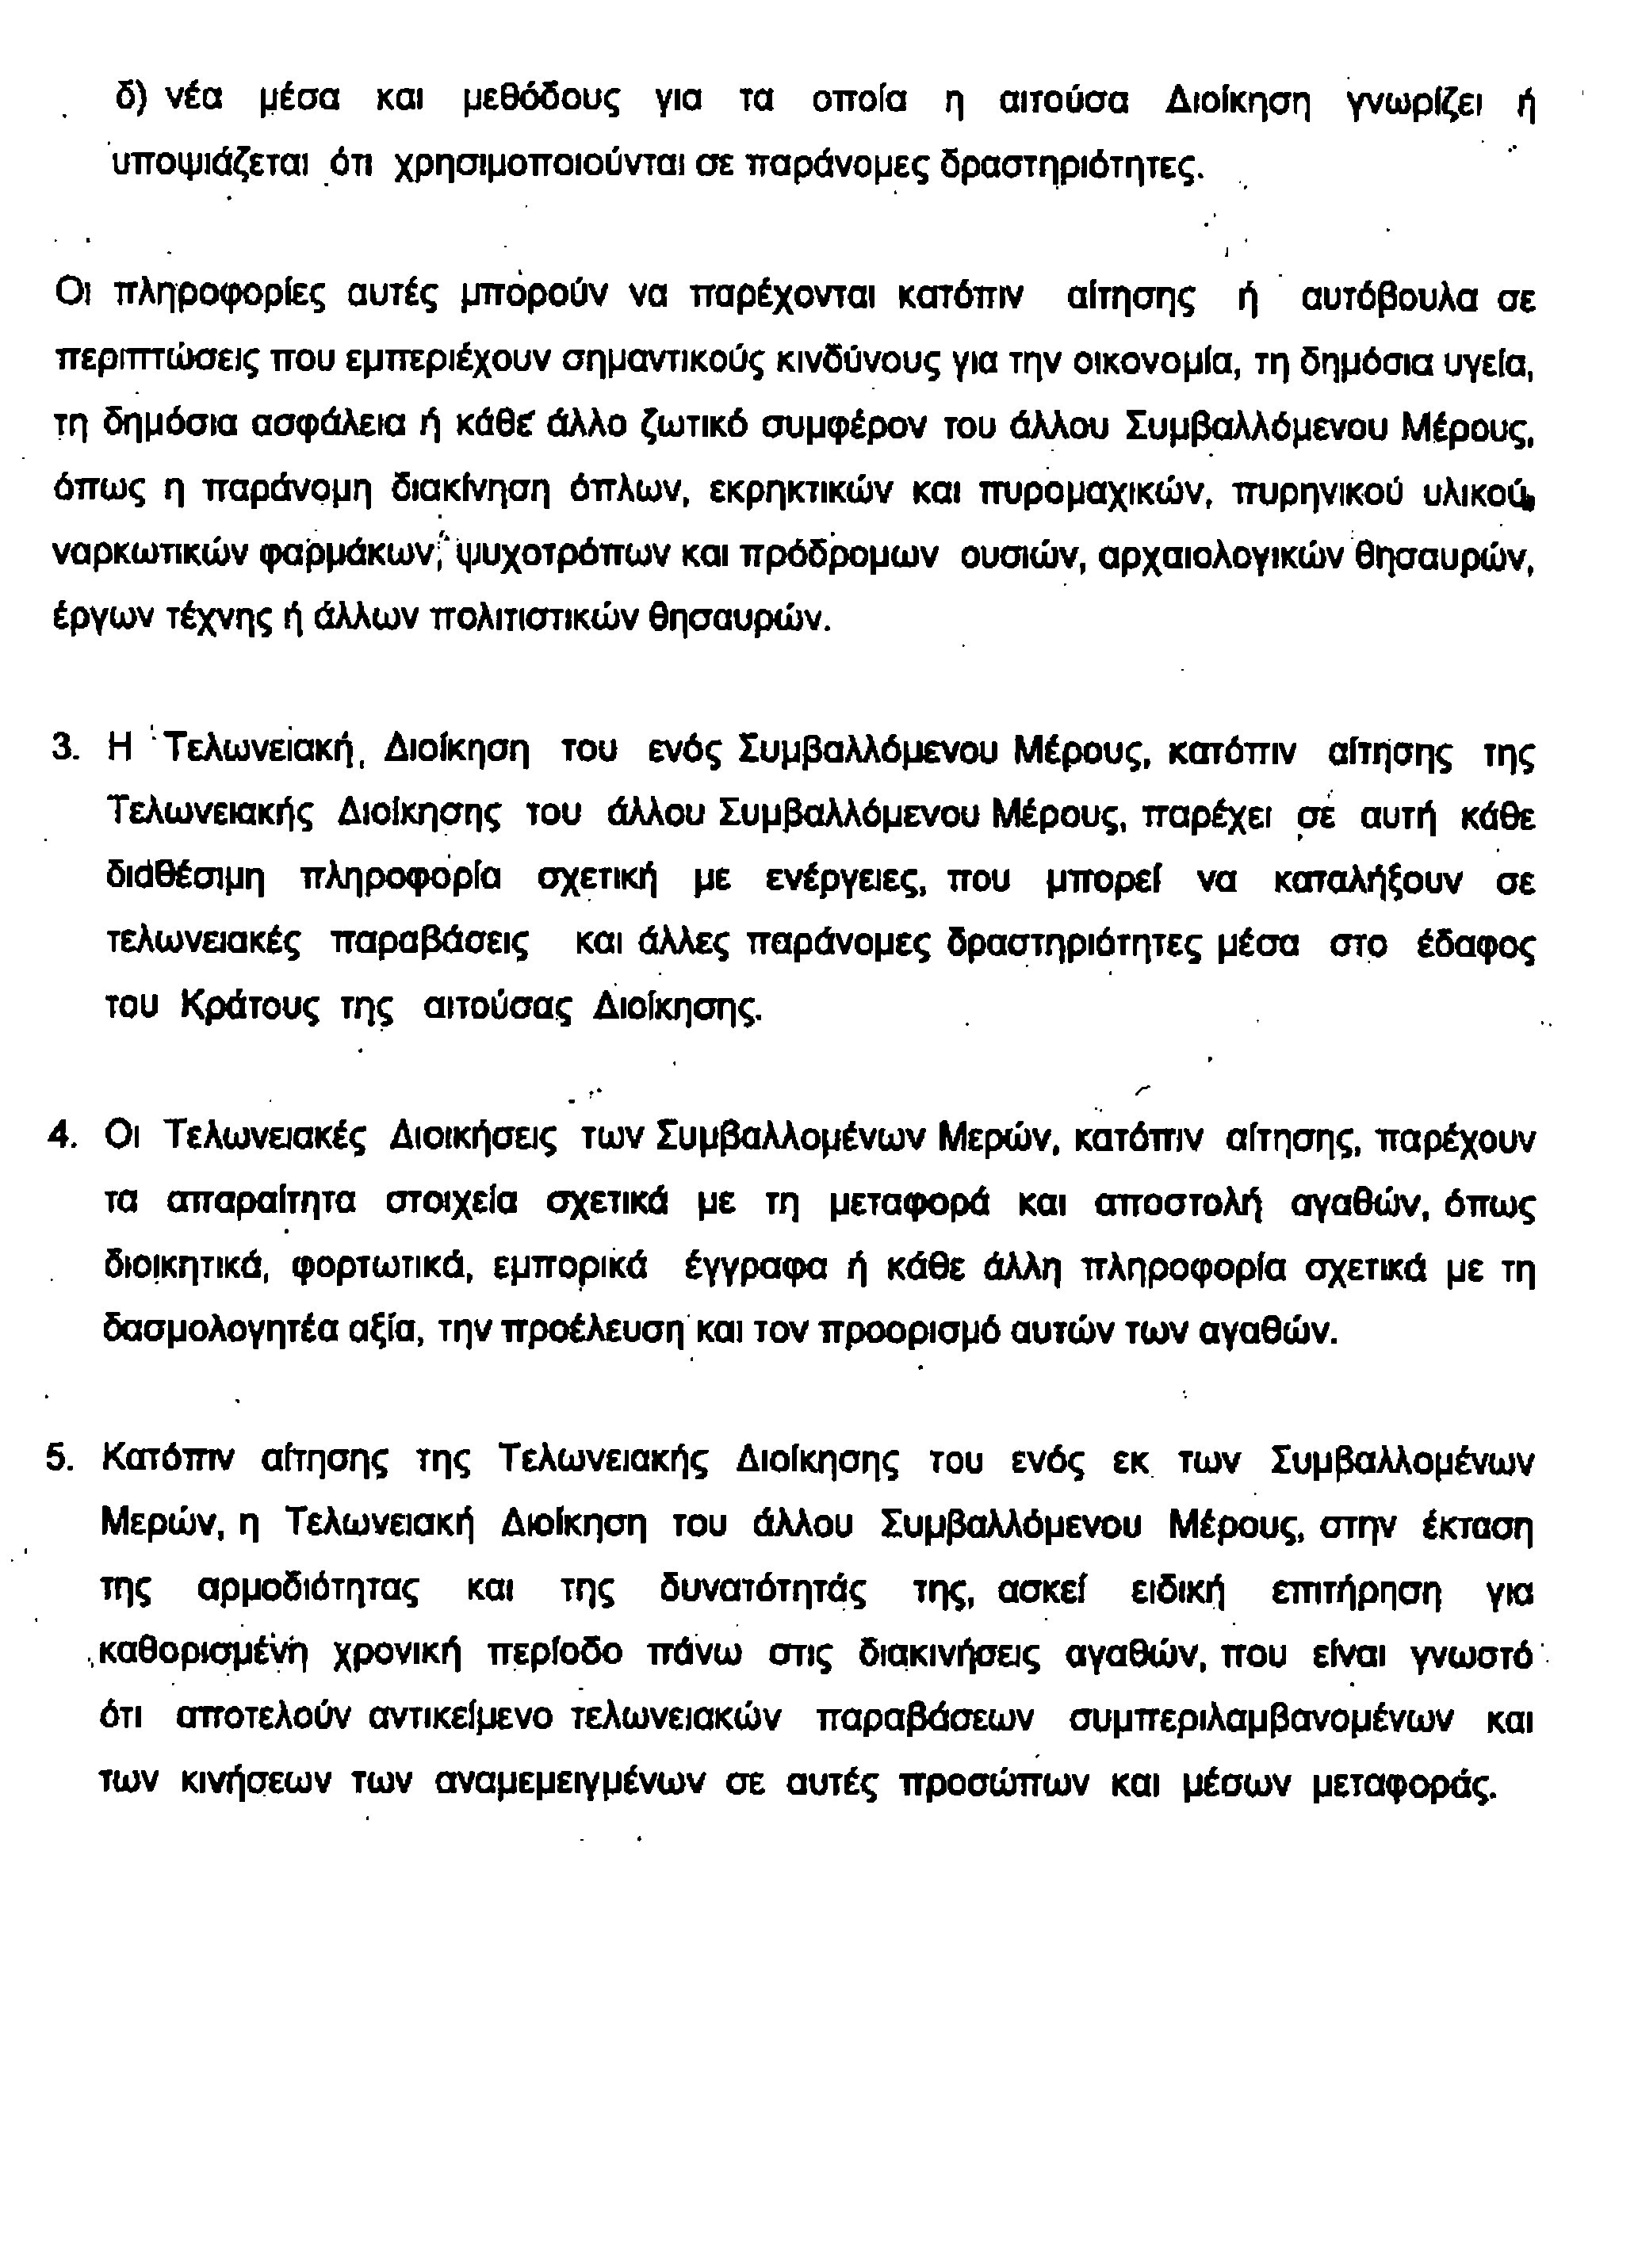 δ) νέα μέσα και μεθόδους για τα οποία η αιτούσα Διοίκηση γνωρίζει ή
υποψιάζεται ότι χρησιμοποιούνται σε παράνομες δραστηριότητες.
Οι πληροφορίες αυτές μπορούν να παρέχονται κατόπιν αίτησης ή αυτόβουλα σε
περιπτώσεις που εμπεριέχουν σημαντικούς κινδύνους για την οικονομία, τη δημόσια υγεία,
τη δημόσια ασφάλεια ή κάθε άλλο ζωτικό συμφέρον του άλλου Συμβαλλόμενου Μέρους,
όπως η παράνομη διακίνηση όπλων, εκρηκτικών και πυρομαχικών, πυρηνικού υλικού,
ναρκωτικών φαρμάκων, ψυχοτρόπων και πρόδρομων ουσιών, αρχαιολογικών θησαυρών,
έργων τέχνης ή άλλων πολιτιστικών θησαυρών.
3. Η Τελωνειακή, Διοίκηση του ενός Συμβαλλόμενου Μέρους, κατόπιν αίτησης της
Τελωνειακής Διοίκησης του άλλου Συμβαλλόμενου Μέρους, παρέχει σε αυτή κάθε
διαθέσιμη πληροφορία σχετική με ενέργειες, που μπορεί να καταλήξουν σε
τελωνειακές παραβάσεις και άλλες παράνομες δραστηριότητες μέσα στο έδαφος
του Κράτους της αιτούσας Διοίκησης.
4. Οι Τελωνειακές Διοικήσεις των Συμβαλλομένων Μερών, κατόπιν αίτησης, παρέχουν
τα απαραίτητα στοιχεία σχετικά με τη μεταφορά και αποστολή αγαθών, όπως
διοικητικά, φορτωτικά, εμπορικά έγγραφα ή κάθε άλλη πληροφορία σχετικά με τη
δασμολογητέα αξία, την προέλευση και τον προορισμό αυτών των αγαθών.
5. Κατόπιν αίτησης της Τελωνειακής Διοίκησης του ενός εκ των Συμβαλλομένων
Μερών, η Τελωνειακή Διοίκηση του άλλου Συμβαλλόμενου Μέρους, στην έκταση
της αρμοδιότητας και της δυνατότητάς της, ασκεί ειδική επιτήρηση για
καθορισμένη χρονική περίοδο πάνω στις διακινήσεις αγαθών, που είναι γνωστό
ότι αποτελούν αντικείμενο τελωνειακών παραβάσεων συμπεριλαμβανομένων και
των κινήσεων των αναμεμειγμένων σε αυτές προσώπων και μέσων μεταφοράς.